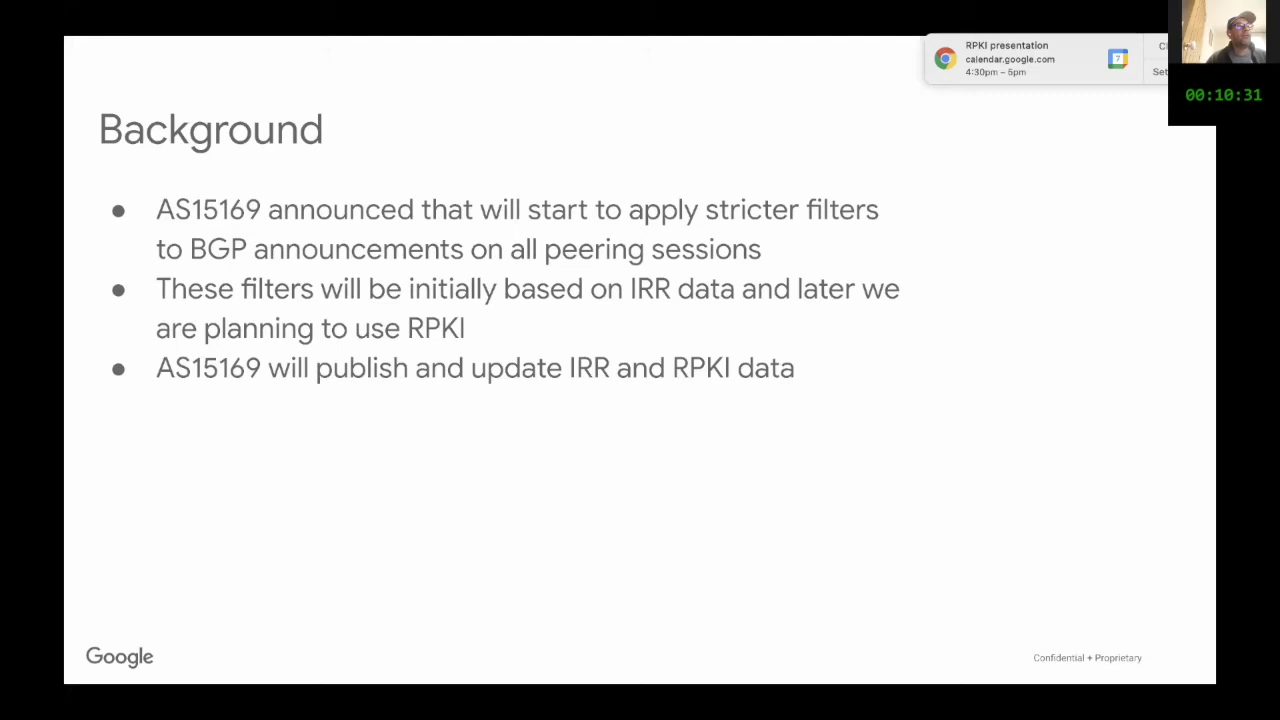 RPKI presentation
calendar.google.com
4:30pm – 5pm
00:10:31
Background
● AS15169 announced that will start to apply stricter filters
to BGP announcements on all peering sessions
● These filters will be initially based on IRR data and later we
are planning to use RPKI
● AS15169 will publish and update IRR and RPKI data
Google
Confidential + Proprietary